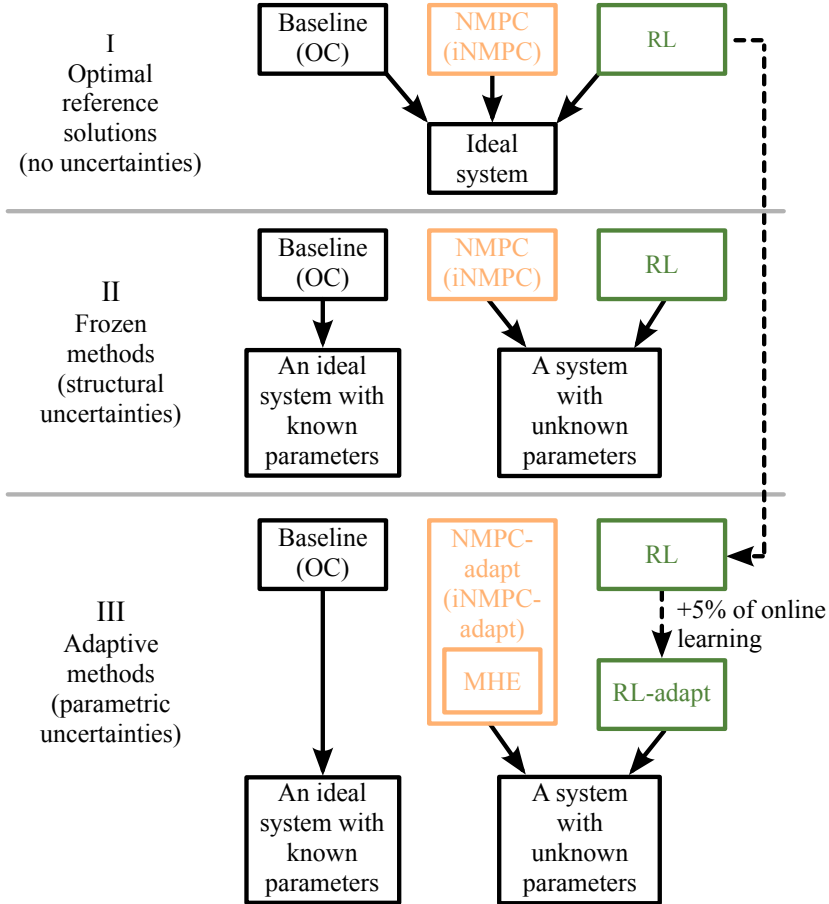 I
Optimal
reference
solutions
(no uncertainties)
Baseline
(OC)
NMPC
(iNMPC)
RL
Ideal
system
II
Frozen
methods
(structural
uncertainties)
Baseline
(OC)
NMPC
(iNMPC)
RL
An ideal
system with
known
parameters
A system
with
unknown
parameters
III
Adaptive
methods
(parametric
uncertainties)
Baseline
(OC)
NMPC-
adapt
(iNMPC-
adapt)
MHE
RL
+5% of online
learning
RL-adapt
An ideal
system with
known
parameters
A system
with
unknown
parameters